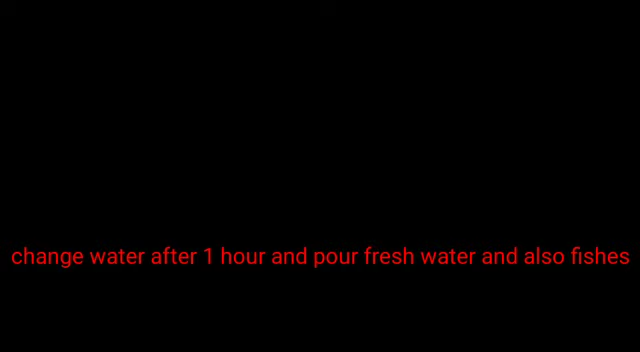 change water after 1 hour and pour fresh water and also fishes